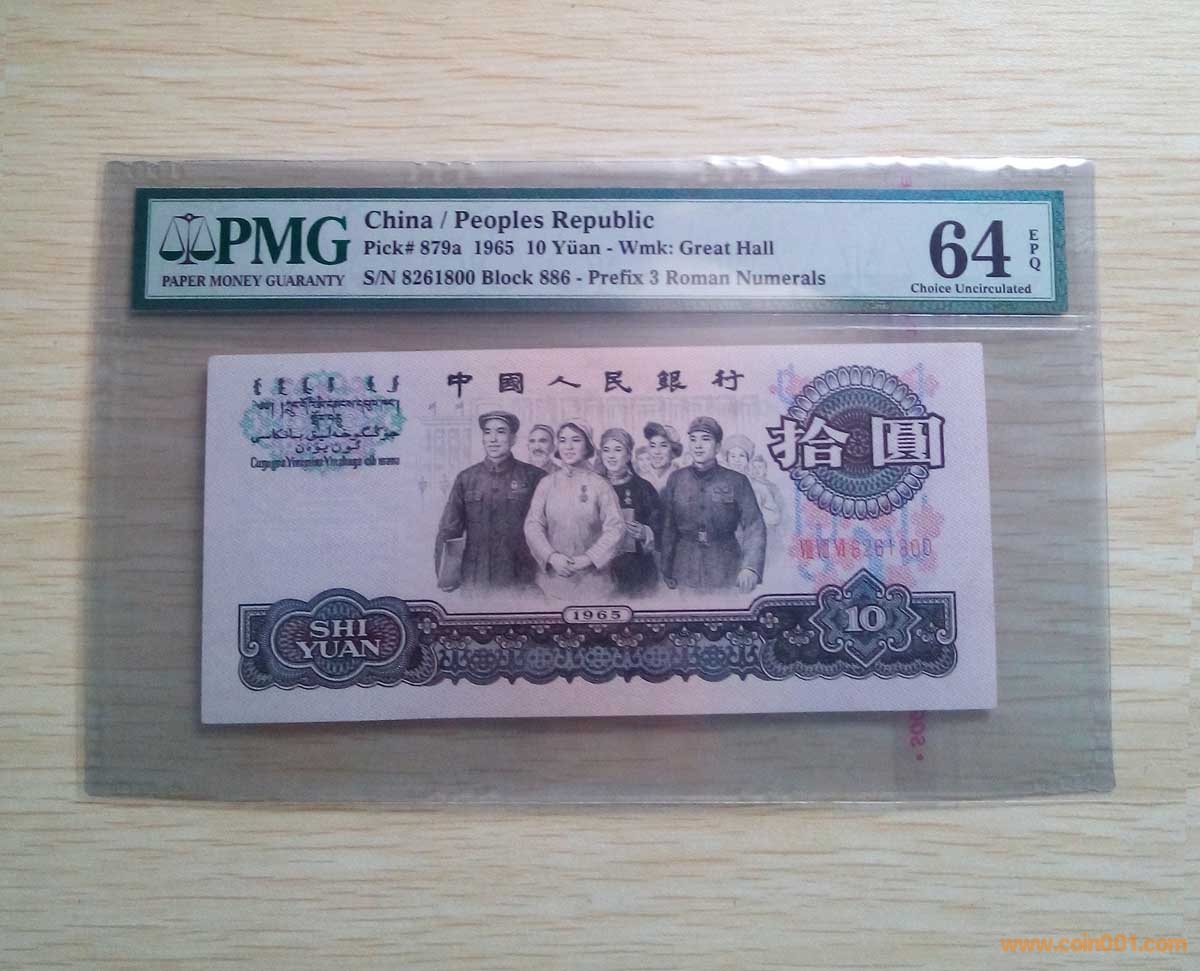 PMG
PAPER MONEY GUARANTY
China / Peoples Republic
Pick# 879a 1965 10 Yüan - Wmk: Great Hall
S/N 8261800 Block 886 - Prefix 3 Roman Numerals
64
EPQ
Choice Uncirculated
中國人民銀行
拾圓
8261800
1965
SHI
YUAN
10
www.coin001.com